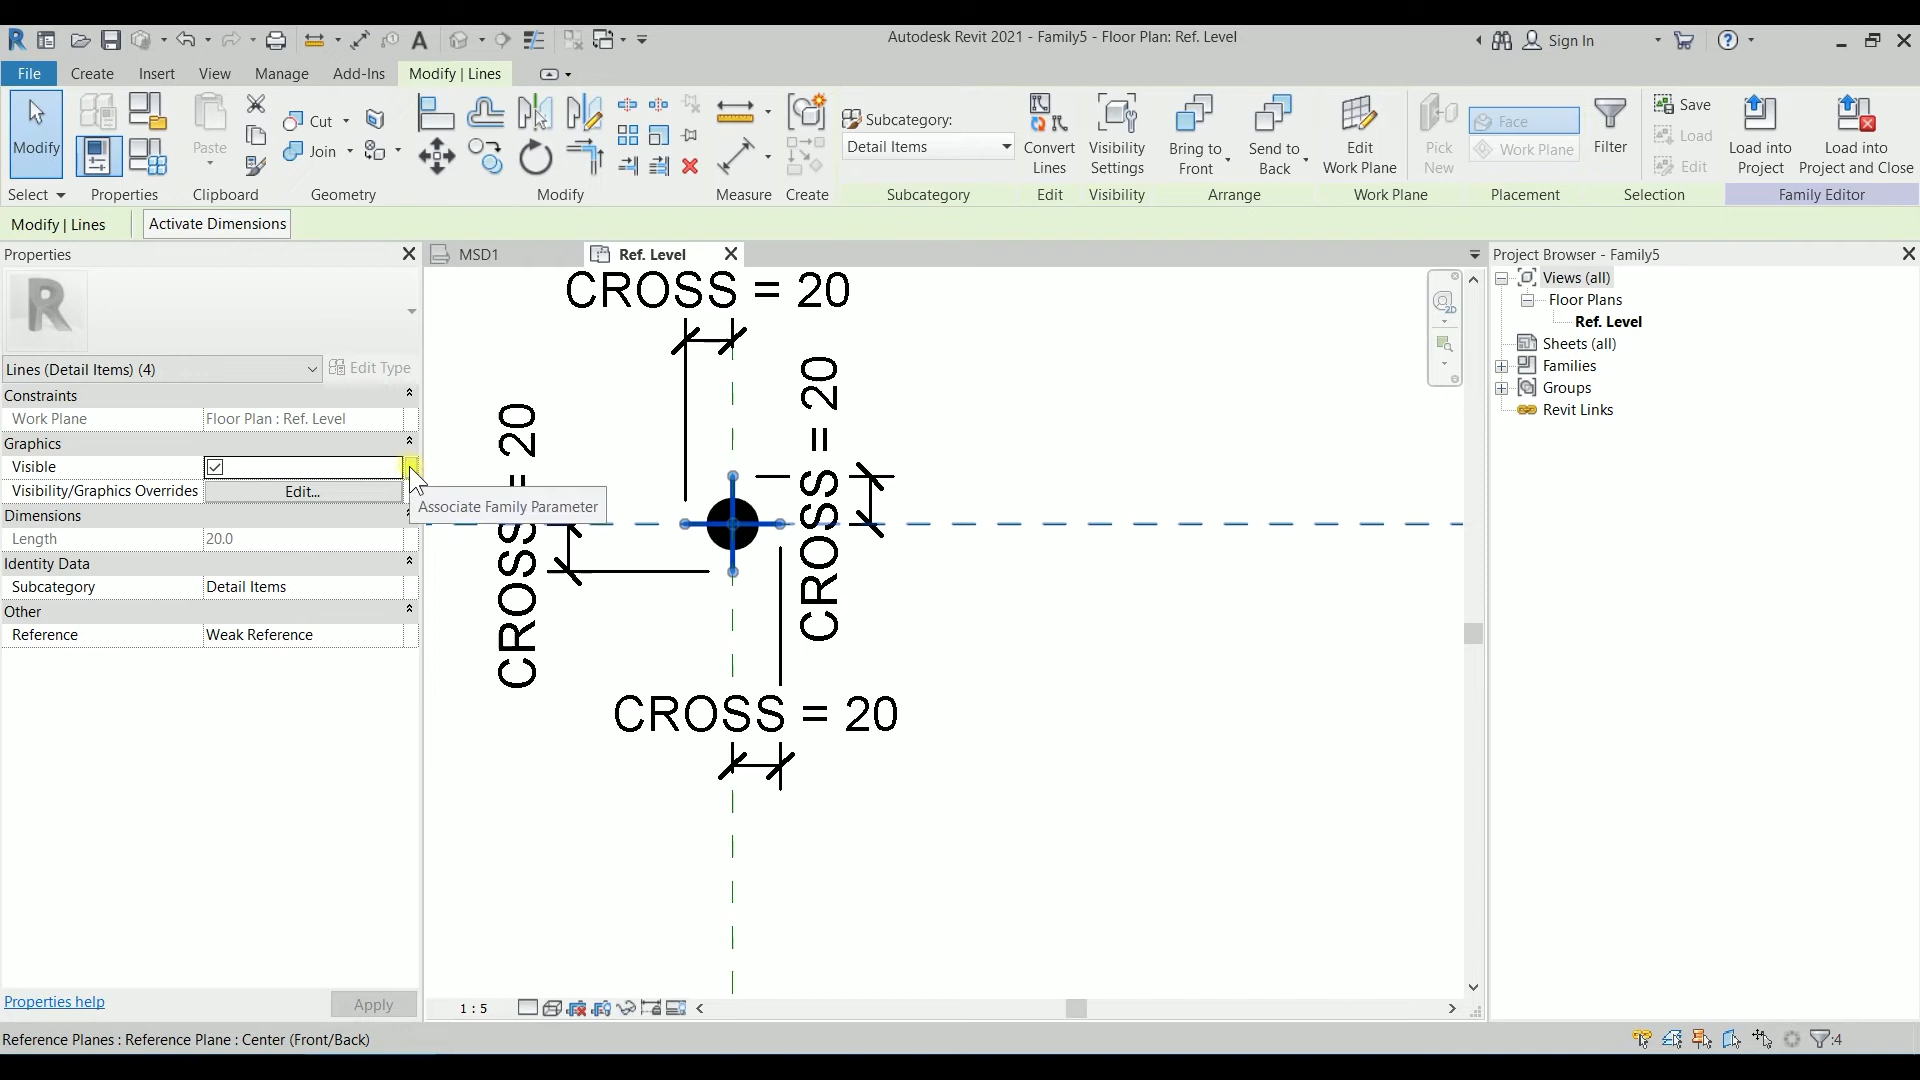 Autodesk Revit 2021 - Family5 - Floor Plan: Ref. Level
Sign In
File
Create
Insert
View
Manage
Add-Ins
Modify | Lines
Modify
Paste
Cut
Join
Subcategory:
Detail Items
Convert
Lines
Visibility
Settings
Bring to
Front
Send to
Back
Edit
Work Plane
Pick
New
Face
Work Plane
Filter
Save
Load
Edit
Load into
Project
Load into
Project and Close
Select
Properties
Clipboard
Geometry
Modify
Measure
Create
Subcategory
Edit
Visibility
Arrange
Work Plane
Placement
Selection
Family Editor
Modify | Lines
Activate Dimensions
Properties
Lines (Detail Items) (4)
Edit Type
Constraints
Work Plane
Floor Plan : Ref. Level
Graphics
Visible
Visibility/Graphics Overrides
Edit...
Associate Family Parameter
Dimensions
Length
20.0
Identity Data
Subcategory
Detail Items
Other
Reference
Weak Reference
Properties help
Apply
MSD1
Ref. Level
CROSS = 20
CROSS = 20
CROSS = 20
CROSS = 20
2D
1 : 5
Project Browser - Family5
Views (all)
Floor Plans
Ref. Level
Sheets (all)
Families
Groups
Revit Links
Reference Planes : Reference Plane : Center (Front/Back)
:4